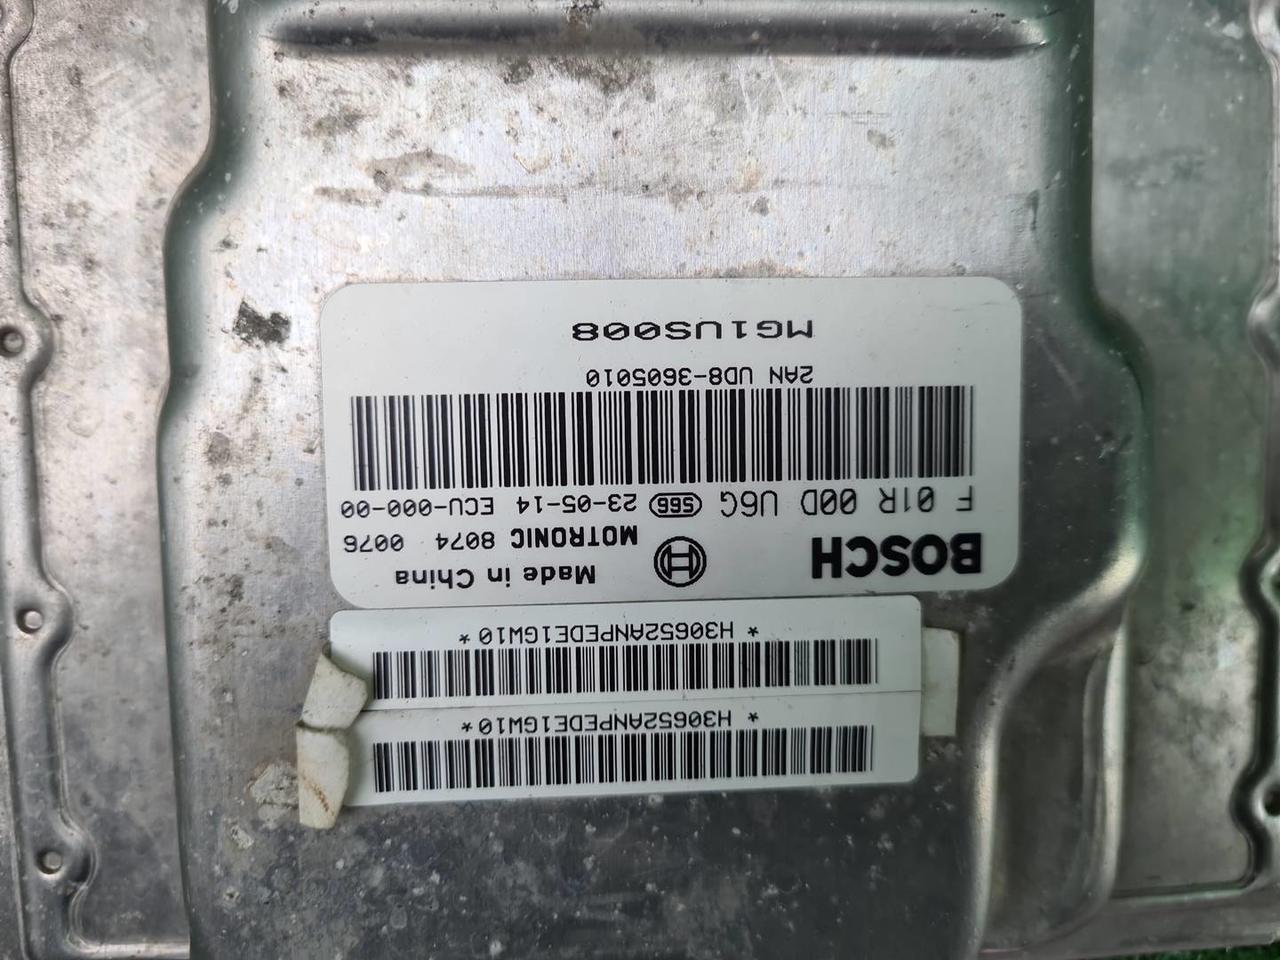 * H30652ANPEDE1GW10*
* H30652ANPEDE1GW10 *
BOSCH
Made in China
MOTRONIC 8074 0076
F 01R 00D U6G S6S 23-05-14 ECU-000-00
2AN UD8-3605010
MG1US008